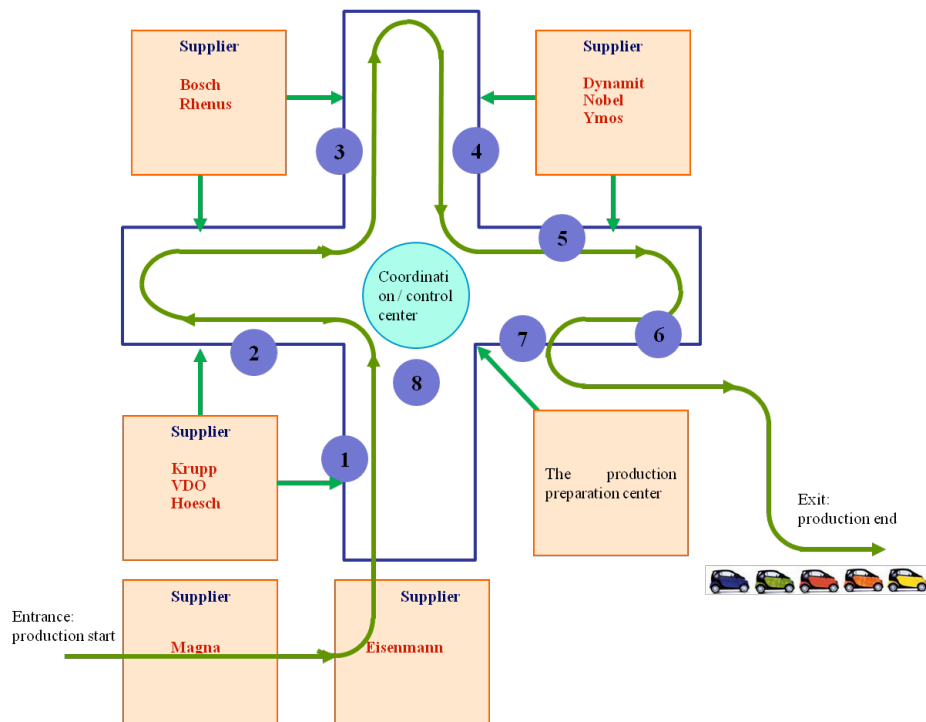 Supplier
Bosch
Rhenus
Supplier
Dynamit
Nobel
Ymos
3
4
5
Coordinati
on / control
center
2
7
6
8
Supplier
Krupp
VDO
Hoesch
1
The production
preparation center
Exit:
production end
Entrance:
production start
Supplier
Magna
Supplier
Eisenmann